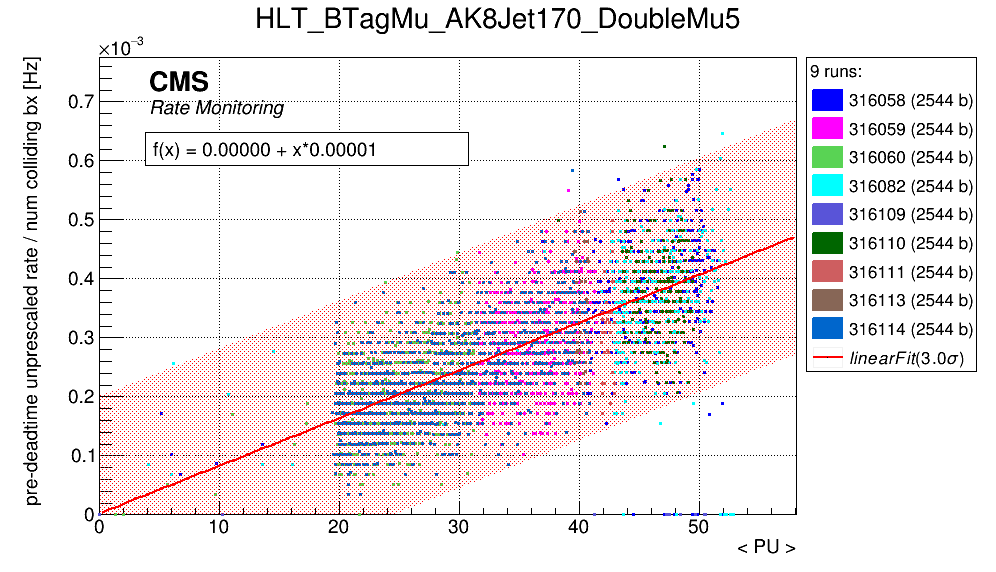 HLT_BTagMu_AK8Jet170_DoubleMu5
×10⁻³
pre-deadtime unprescaled rate / num colliding bx [Hz]
CMS
Rate Monitoring
f(x) = 0.00000 + x*0.00001
0.7
0.6
0.5
0.4
0.3
0.2
0.1
0
0 10 20 30 40 50
< PU >
9 runs:
316058 (2544 b)
316059 (2544 b)
316060 (2544 b)
316082 (2544 b)
316109 (2544 b)
316110 (2544 b)
316111 (2544 b)
316113 (2544 b)
316114 (2544 b)
linearFit(3.0σ)